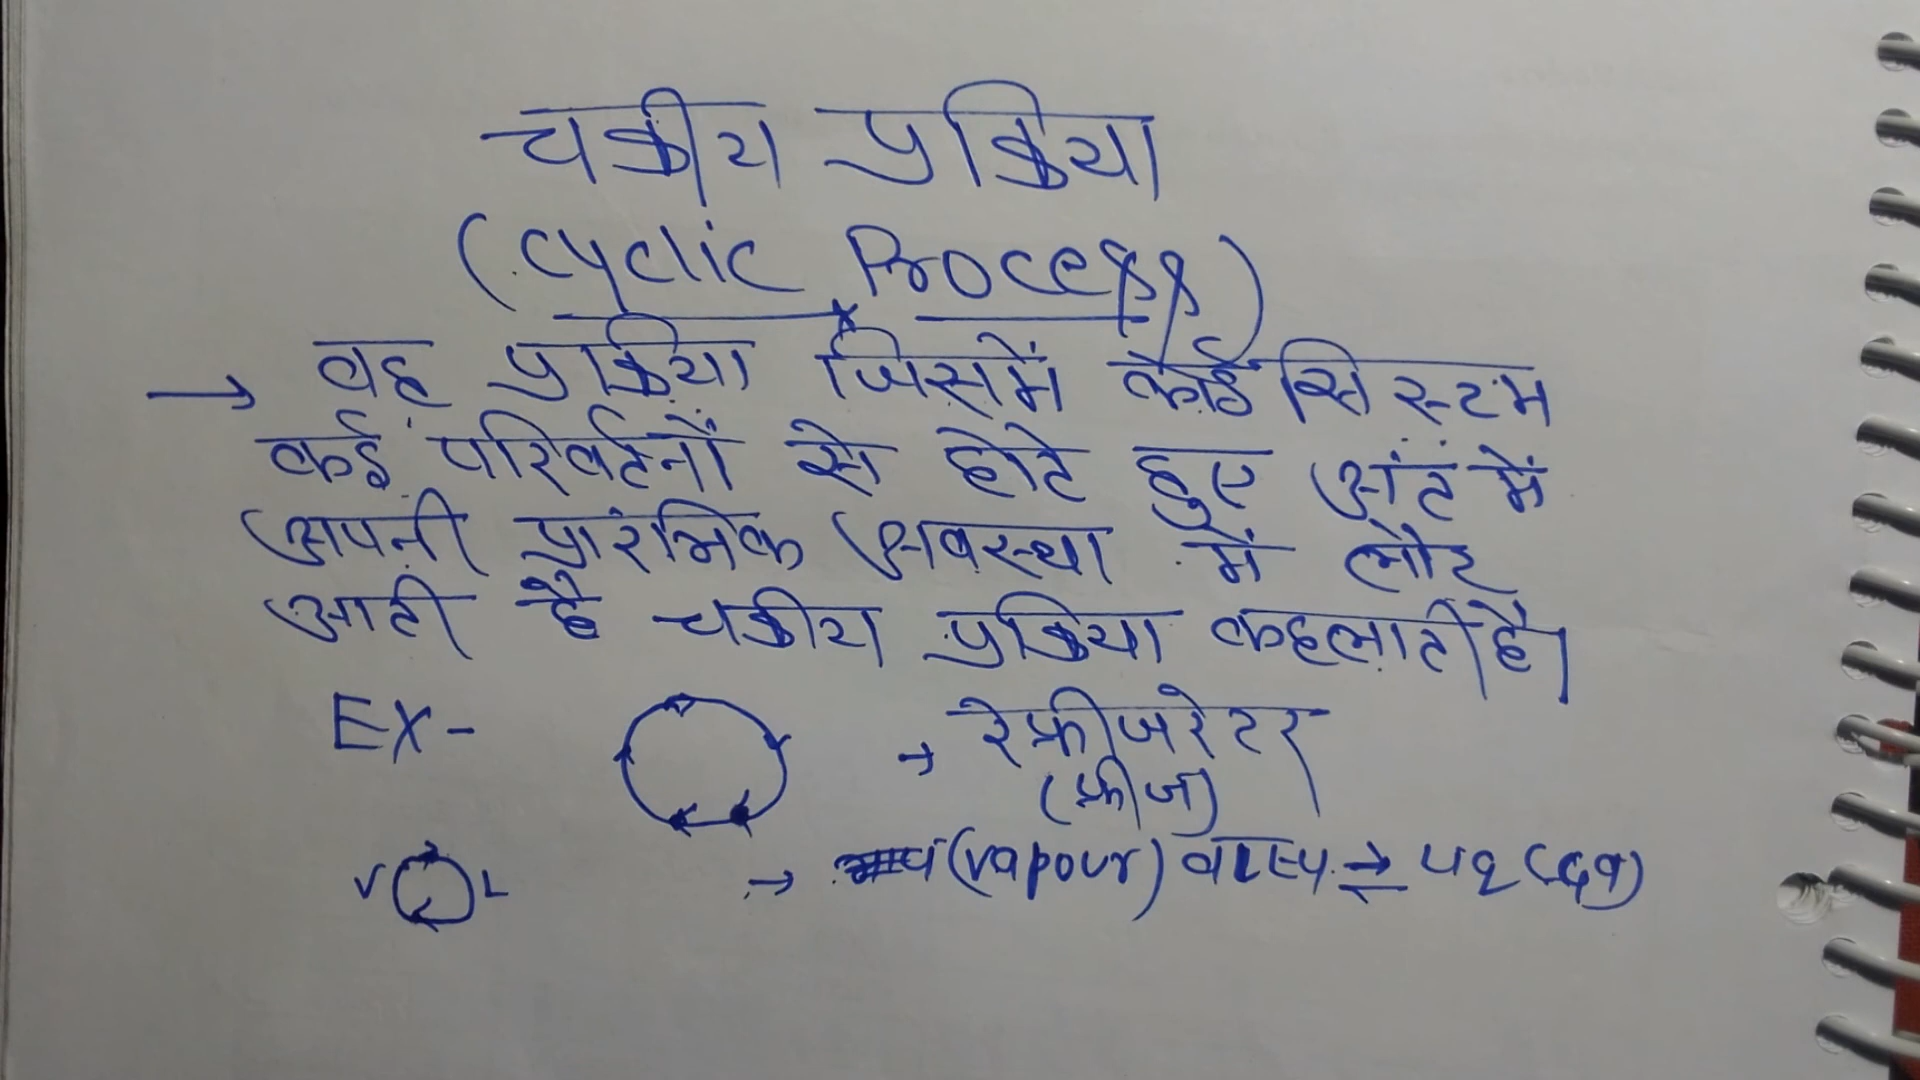 चक्रीय प्रक्रिया
(Cyclic Process)
→ वह प्रक्रिया जिसमें कोई सिस्टम
कई परिवर्तनों से होते हुए अंत में
अपनी प्रारंभिक अवस्था में लौट
आती है चक्रीय प्रक्रिया कहलाती है।
EX- → रेफ्रीजरेटर
(फ्रीज)
V L → (vapour) वाष्प → (द्रव)